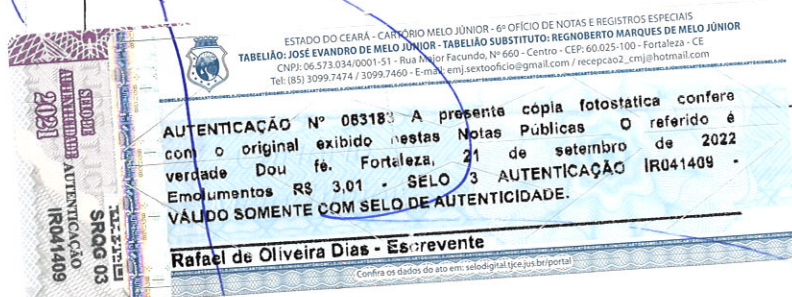 ESTADO DO CEARÁ - CARTÓRIO MELO JÚNIOR - 6º OFÍCIO DE NOTAS E REGISTROS ESPECIAIS
TABELIÃO: JOSÉ EVANDRO DE MELO JÚNIOR - TABELIÃO SUBSTITUTO: REGNOBERTO MARQUES DE MELO JÚNIOR
CNPJ: 06.573.034/0001-51 - Rua Major Facundo, Nº 660 - Centro - CEP: 60.025-100 - Fortaleza - CE
Tel: (85) 3099.7474 / 3099.7460 - E-mail: emj.sextooficio@gmail.com / recepcao2_cmj@hotmail.com
AUTENTICAÇÃO Nº 063183 A presente cópia fotostatica confere
com o original exibido nestas Notas Públicas O referido é
verdade Dou fé. Fortaleza, 21 de setembro de 2022
Emolumentos R$ 3,01 - SELO 3 AUTENTICAÇÃO IR041409 -
VÁLIDO SOMENTE COM SELO DE AUTENTICIDADE.
Rafael de Oliveira Dias - Escrevente
Confira os dados do ato em: selodigital.tjce.jus.br/portal
SELO DE
AUTENTICIDADE
2021
AUTENTICAÇÃO
SRQG 03
IR041409